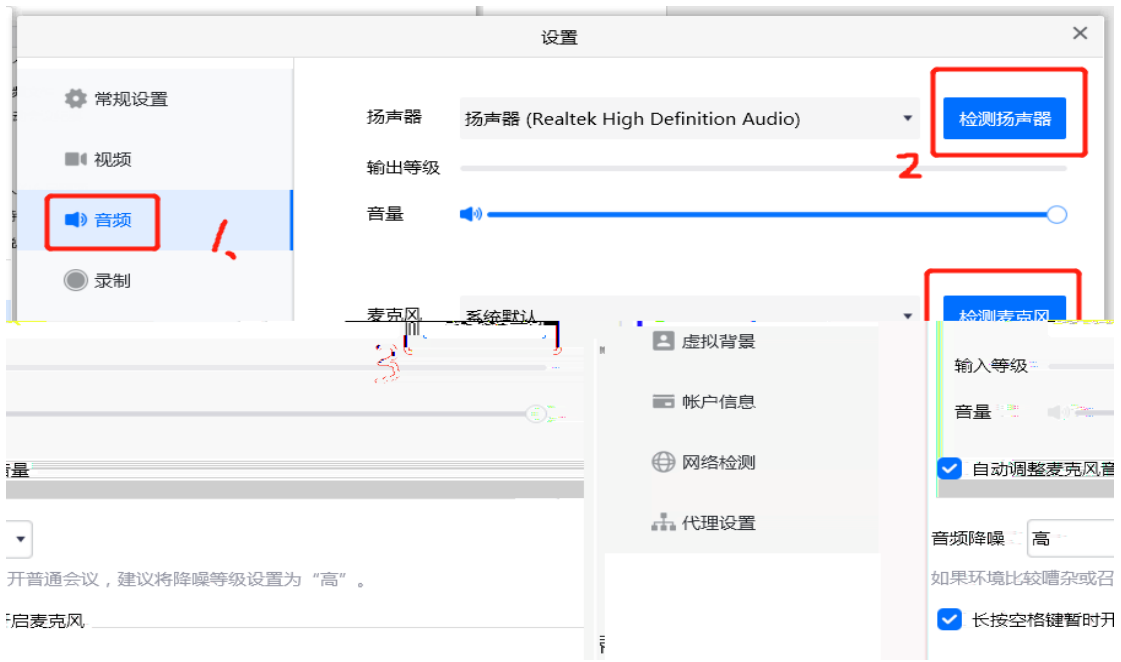 设置
常规设置
扬声器
扬声器 (Realtek High Definition Audio)
检测扬声器
视频
输出等级
2
音频
音量
1、
录制
麦克风
系统默认
检测麦克风
3
虚拟背景
输入等级
帐户信息
音量
网络检测
音量
自动调整麦克风音
代理设置
音频降噪
高
开普通会议，建议将降噪等级设置为“高”。
如果环境比较嘈杂或召
启麦克风
长按空格键暂时开